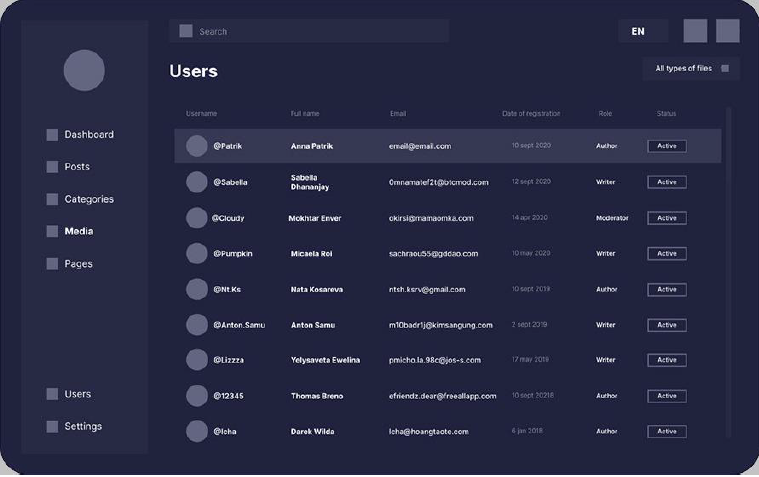 Search
EN
Users
All types of files
Dashboard
Posts
Categories
Media
Pages
Users
Settings
Username Full name Email Date of registration Role Status
@Patrik Anna Patrik email@email.com 10 sept 2020 Author Active
@Sabella Sabella Dhananjay 0mnamatef2t@btcmod.com 12 sept 2020 Writer Active
@Cloudy Mokhtar Enver okirsl@mamaomka.com 14 apr 2020 Moderator Active
@Pumpkin Micaela Roi sachraou55@gddao.com 10 may 2020 Writer Active
@Nt.Ks Nata Kosareva ntsh.ksrv@gmail.com 10 sept 2019 Author Active
@Anton.Samu Anton Samu m10badr1j@kimsangung.com 2 sept 2019 Writer Active
@Lizzza Yelysaveta Ewelina pmicho.la.98c@jos-s.com 17 may 2019 Writer Active
@12345 Thomas Breno efriendz.dear@freeallapp.com 10 sept 20218 Author Active
@Icha Darek Wilda Icha@hoangtaote.com 6 jan 2018 Author Active